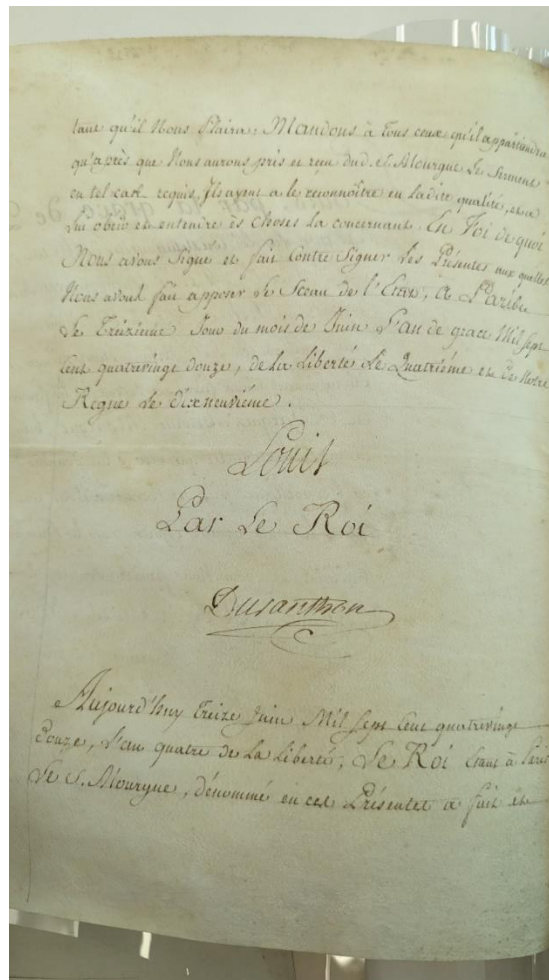 tant qu'il Nous Plaira; Mandons à Tous ceux qu'il appartiendra
qu'après que Nous aurons pris et reçu dud. S. Mourgue Le Serment
en tel cas requis, Ils ayent a le reconnoître en ladite qualité, et a
lui obeir et entendre ès choses la concernant. En Foi de quoi
Nous avons Signé et fait Contre Signer Les Présentes aux quelles
Nous avons fait apposer Le Sceau de l'Etat, à Paris
Le Treizieme Jour du mois de Juin L'an de grace Mil Sept
Cent quatrevingt douze, de la Liberté Le Quatriéme et de Notre
Regne Le dixneuvième.
Louis
Par Le Roi
Duranthon
Aujourd'huy Treize Juin Mil Sept Cent quatrevingt
Douze, L'an quatre de La Liberté, Le Roi étant à Paris
Le S. Mourgue, dénommé en ces Présentes a fait et